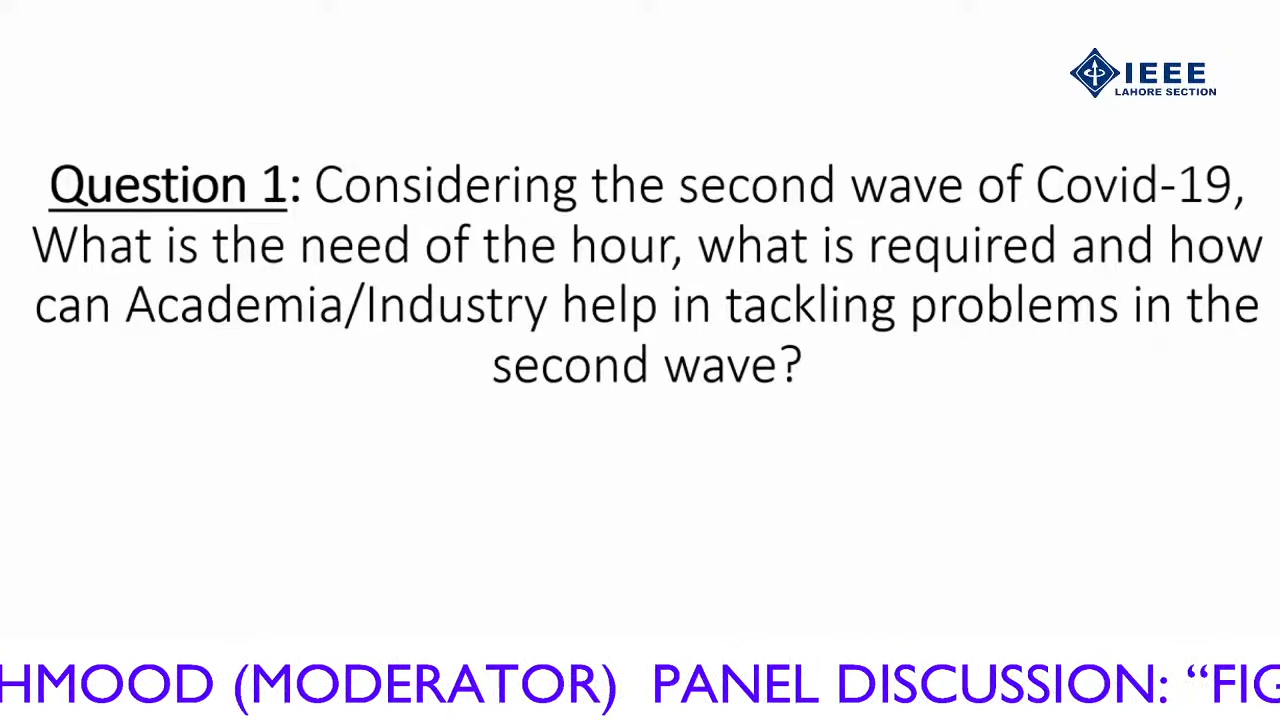 IEEE
LAHORE SECTION
Question 1: Considering the second wave of Covid-19,
What is the need of the hour, what is required and how
can Academia/Industry help in tackling problems in the
second wave?
(MODERATOR) PANEL DISCUSSION: